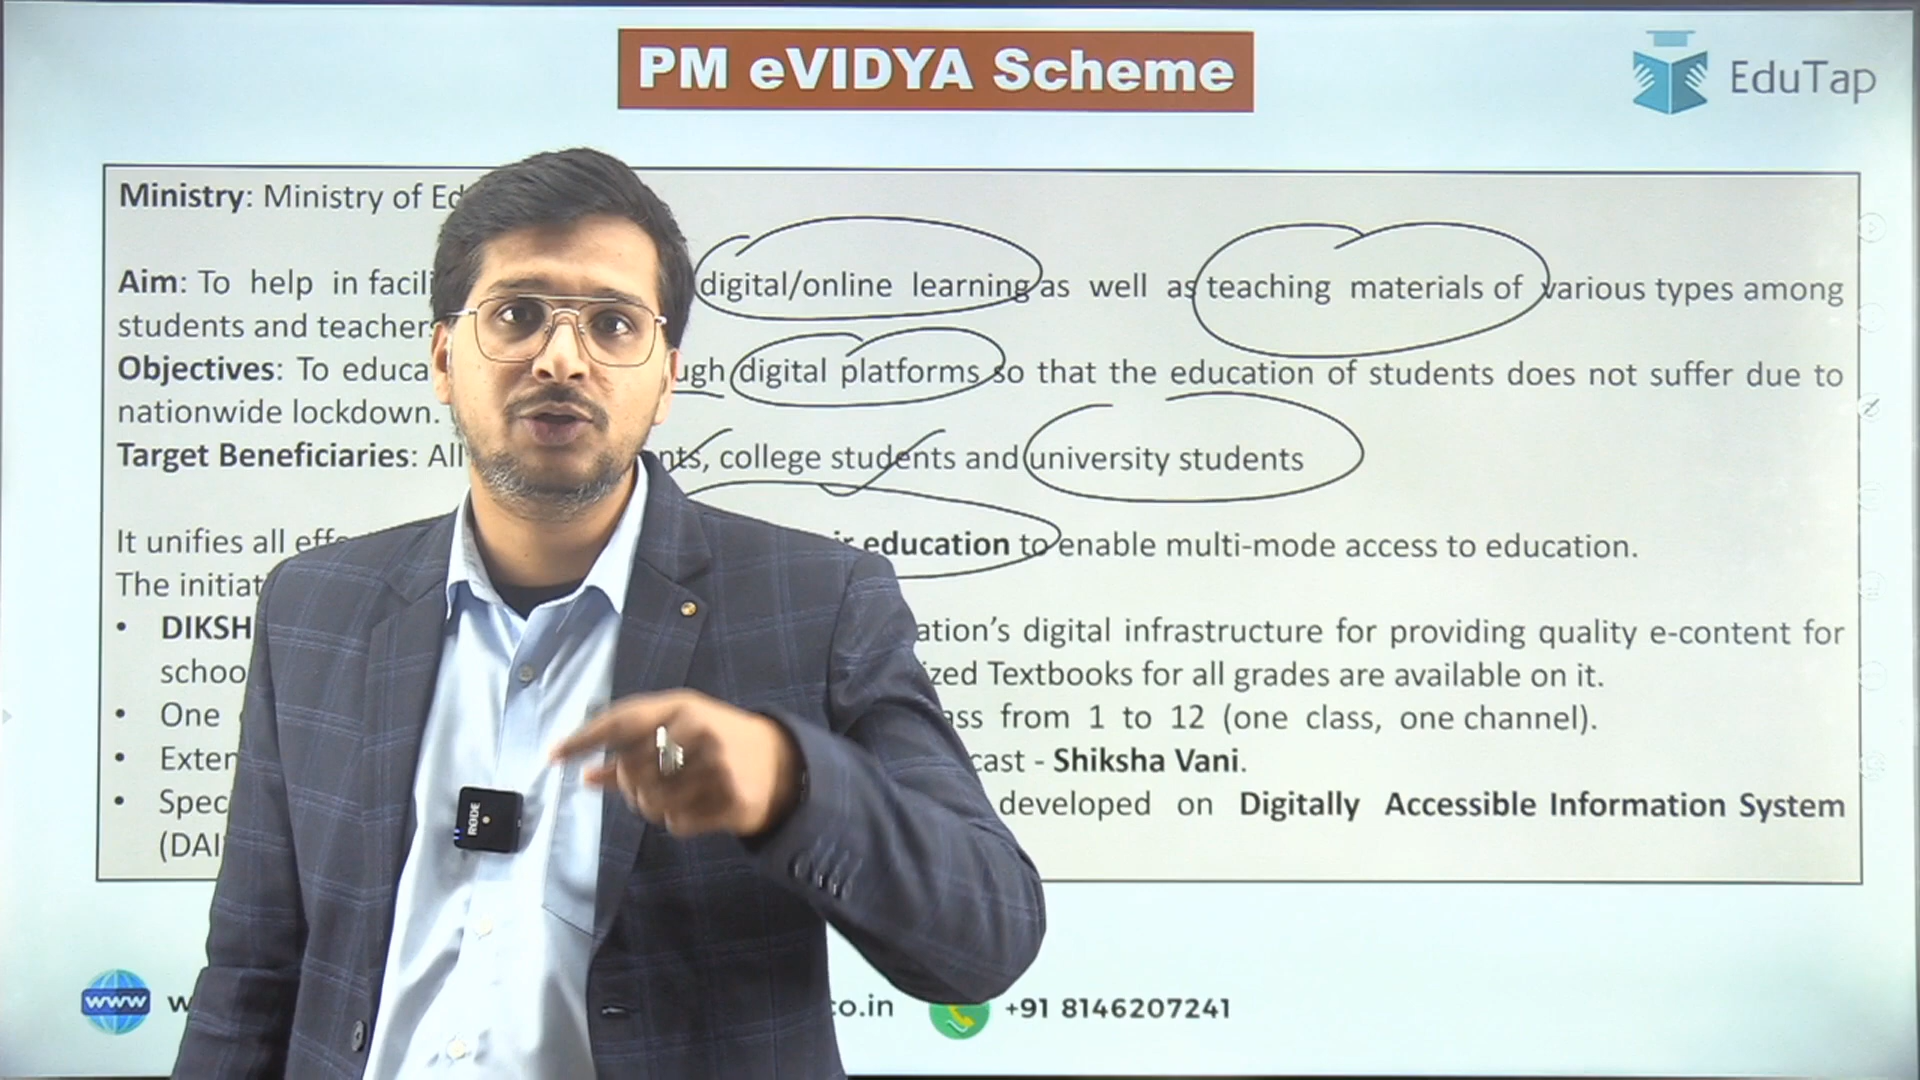 PM eVIDYA Scheme
EduTap
Ministry: Ministry of Ed
Aim: To help in facili digital/online learning as well as teaching materials of various types among
students and teachers
Objectives: To educa ugh digital platforms so that the education of students does not suffer due to
nationwide lockdown.
Target Beneficiaries: All nts, college students and university students
It unifies all effo education to enable multi-mode access to education.
The initiat
• DIKSH ation's digital infrastructure for providing quality e-content for
schoo ized Textbooks for all grades are available on it.
• One ass from 1 to 12 (one class, one channel).
• Exten cast - Shiksha Vani.
• Spec developed on Digitally Accessible Information System
(DAI
RØDE
www w co.in +91 8146207241